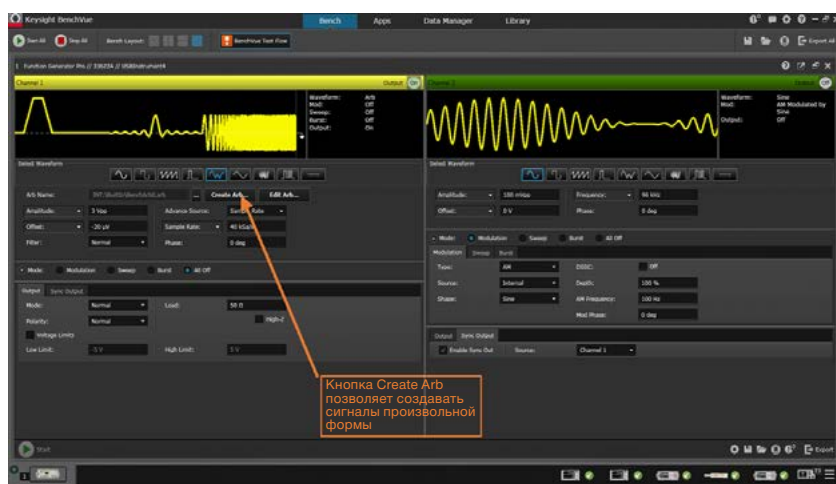 Keysight BenchVue
Bench
Apps
Data Manager
Library
Start All
Stop All
Bench Layout:
BenchVue Test Flow
Export All
1 Function Generator Pro // 33622A // USBInstrument4
Channel 1
Output
Waveform: Arb
Mod: Off
Sweep: Off
Burst: Off
Output: On
Select Waveform
Arb Name:
Create Arb...
Edit Arb...
Amplitude: 3 Vpp
Advance Source: Sample Rate
Offset: -20 µV
Sample Rate: 40 kSa/s
Filter: Normal
Phase: 0 deg
Mode: Modulation Sweep Burst All Off
Output Sync Output
Mode: Normal
Load: 50 Ω
Polarity: Normal
High-Z
Voltage Limits
Low Limit: -5 V
High Limit: 5 V
Channel 2
Output
Waveform: Sine
Mod: AM Modulated by Sine
Output: Off
Select Waveform
Amplitude: 100 mVpp
Frequency:
Offset: 0 V
Phase: 0 deg
Mode: Modulation Sweep Burst All Off
Modulation Sweep Burst
Type: AM
DSSC: Off
Source: Internal
Depth: 100 %
Shape: Sine
AM Frequency: 100 Hz
Mod Phase: 0 deg
Output Sync Output
Enable Sync Out
Source: Channel 1
Кнопка Create Arb
позволяет создавать
сигналы произвольной
формы
Start
Export
1